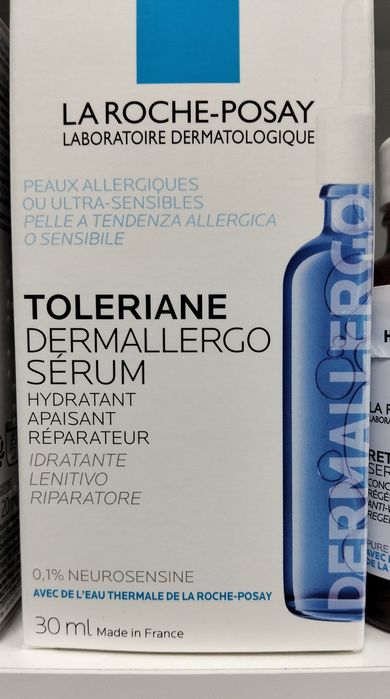 LA ROCHE-POSAY
LABORATOIRE DERMATOLOGIQUE
PEAUX ALLERGIQUES
OU ULTRA-SENSIBLES
PELLE A TENDENZA ALLERGICA
O SENSIBILE
TOLERIANE
DERMALLERGO
SÉRUM
HYDRATANT
APAISANT
RÉPARATEUR
IDRATANTE
LENITIVO
RIPARATORE
0,1% NEUROSENSINE
AVEC DE L'EAU THERMALE DE LA ROCHE-POSAY
30 ml Made in France
DERMALLERGO